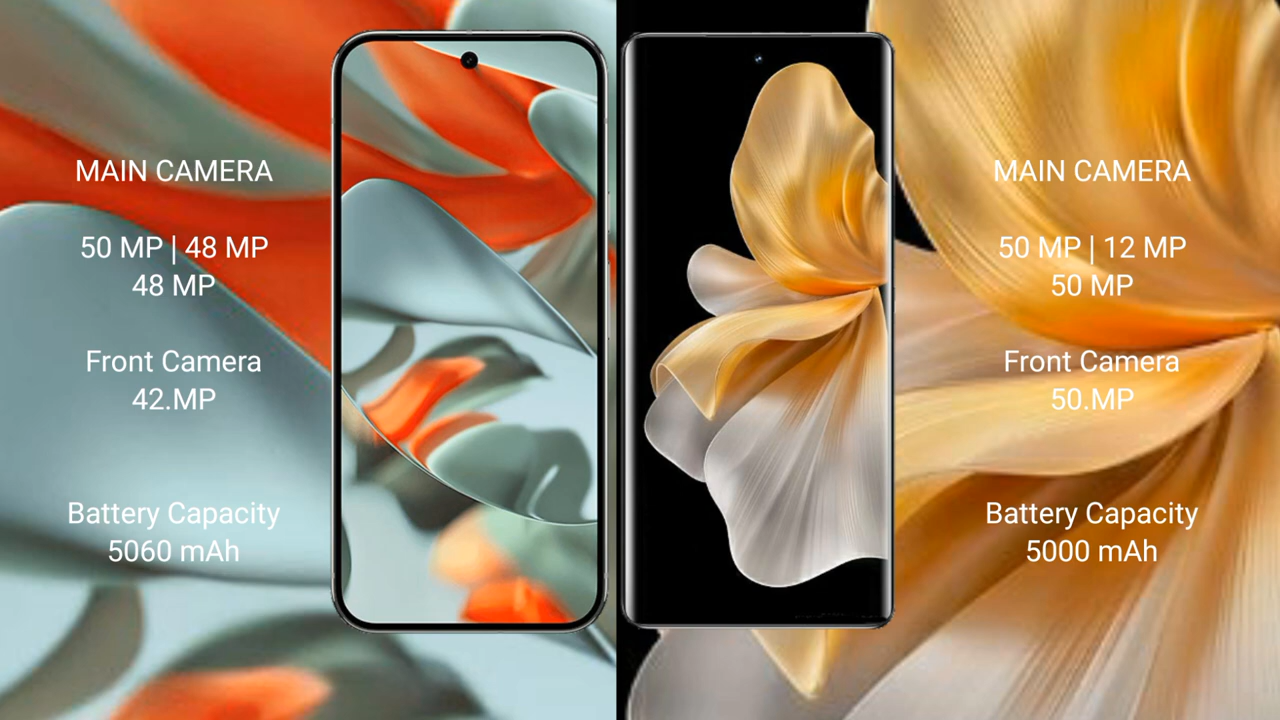 MAIN CAMERA
50 MP | 48 MP
48 MP
Front Camera
42.MP
Battery Capacity
5060 mAh
MAIN CAMERA
50 MP | 12 MP
50 MP
Front Camera
50.MP
Battery Capacity
5000 mAh